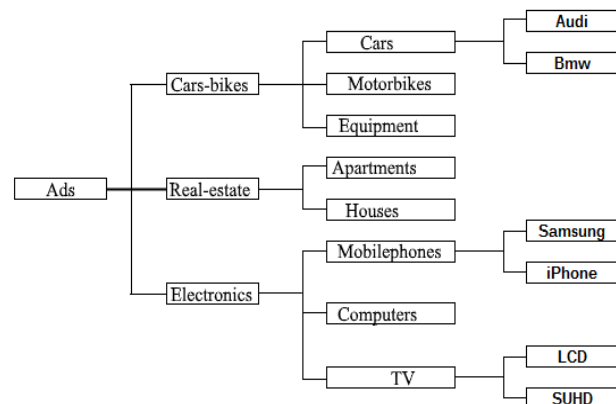 Audi
Cars
Bmw
Cars-bikes
Motorbikes
Equipment
Apartments
Ads
Real-estate
Houses
Samsung
Mobilephones
iPhone
Electronics
Computers
LCD
TV
SUHD